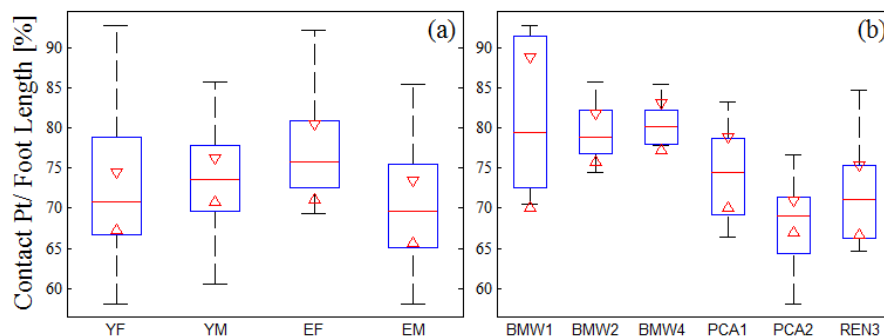 Contact Pt/ Foot Length [%]
(a)
90
85
80
75
70
65
60
YF YM EF EM
(b)
90
85
80
75
70
65
60
BMW1 BMW2 BMW4 PCA1 PCA2 REN3